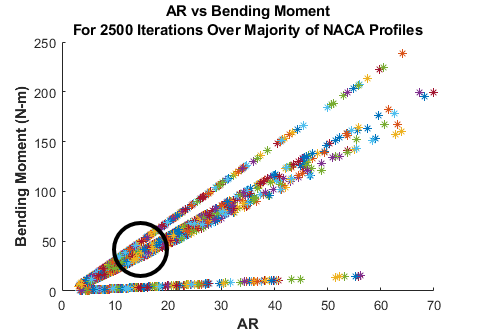 AR vs Bending Moment
For 2500 Iterations Over Majority of NACA Profiles
250
200
150
100
50
0
Bending Moment (N-m)
0 10 20 30 40 50 60 70
AR